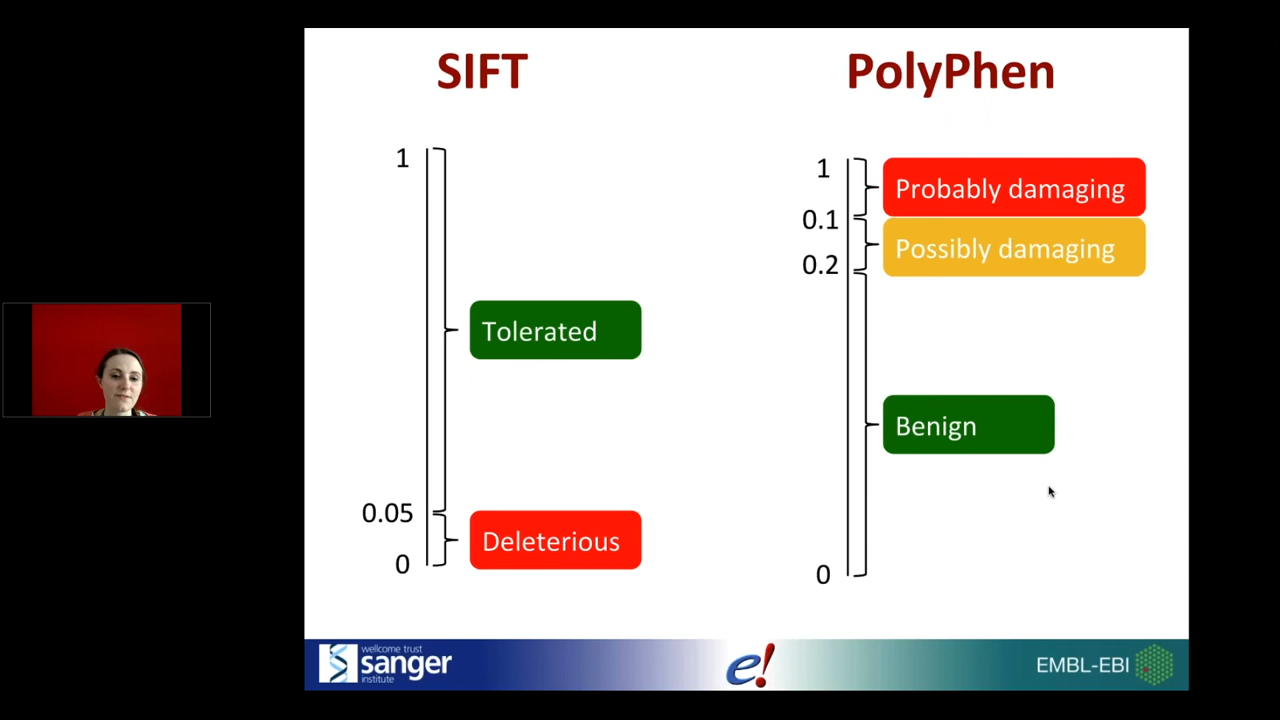 SIFT
1
Tolerated
0.05
Deleterious
0
PolyPhen
1
Probably damaging
0.1
Possibly damaging
0.2
Benign
0
wellcome trust
sanger
institute
e!
EMBL-EBI